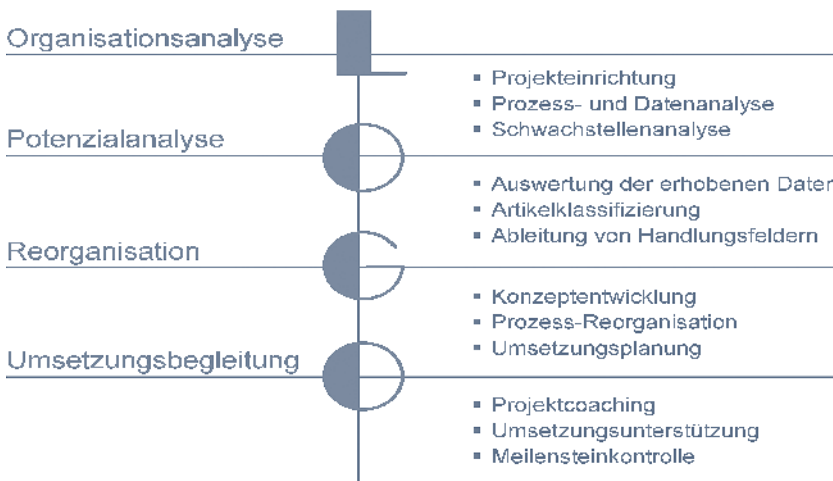 Organisationsanalyse
▪ Projekteinrichtung
▪ Prozess- und Datenanalyse
▪ Schwachstellenanalyse
Potenzialanalyse
▪ Auswertung der erhobenen Dater
▪ Artikelklassifizierung
▪ Ableitung von Handlungsfeldern
Reorganisation
▪ Konzeptentwicklung
▪ Prozess-Reorganisation
▪ Umsetzungsplanung
Umsetzungsbegleitung
▪ Projektcoaching
▪ Umsetzungsunterstützung
▪ Meilensteinkontrolle